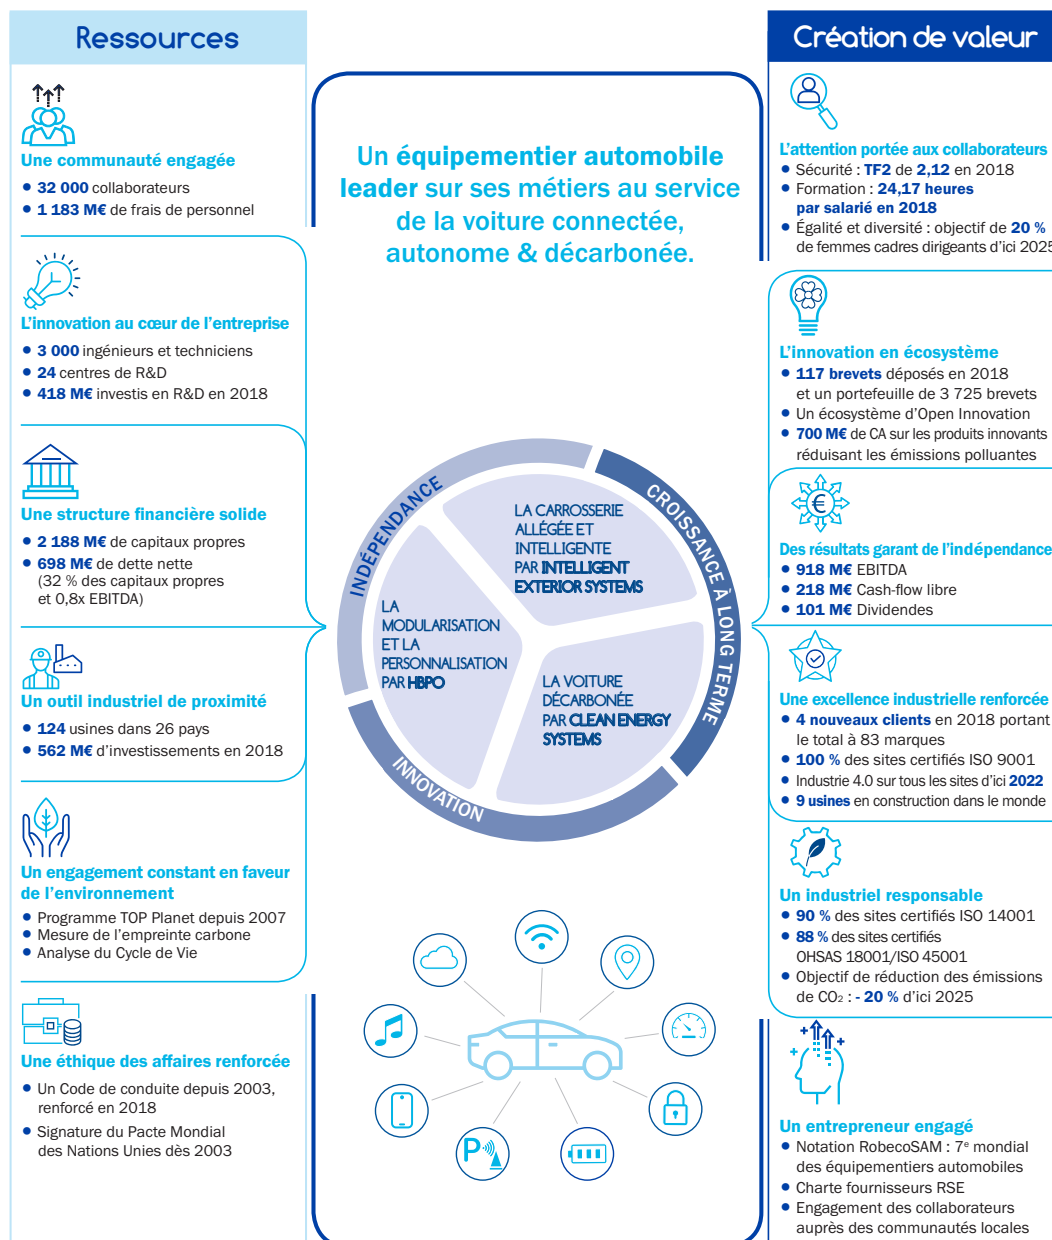 Ressources
Une communauté engagée
• 32 000 collaborateurs
• 1 183 M€ de frais de personnel
L'innovation au cœur de l'entreprise
• 3 000 ingénieurs et techniciens
• 24 centres de R&D
• 418 M€ investis en R&D en 2018
Une structure financière solide
• 2 188 M€ de capitaux propres
• 698 M€ de dette nette
(32 % des capitaux propres
et 0,8x EBITDA)
Un outil industriel de proximité
• 124 usines dans 26 pays
• 562 M€ d'investissements en 2018
Un engagement constant en faveur
de l'environnement
• Programme TOP Planet depuis 2007
• Mesure de l'empreinte carbone
• Analyse du Cycle de Vie
Une éthique des affaires renforcée
• Un Code de conduite depuis 2003,
renforcé en 2018
• Signature du Pacte Mondial
des Nations Unies dès 2003
Un équipementier automobile
leader sur ses métiers au service
de la voiture connectée,
autonome & décarbonée.
INDÉPENDANCE
CROISSANCE À LONG TERME
INNOVATION
LA CARROSSERIE
ALLÉGÉE ET
INTELLIGENTE
PAR INTELLIGENT
EXTERIOR SYSTEMS
LA
MODULARISATION
ET LA
PERSONNALISATION
PAR HBPO
LA VOITURE
DÉCARBONÉE
PAR CLEAN ENERGY
SYSTEMS
P
Création de valeur
L'attention portée aux collaborateurs
• Sécurité : TF2 de 2,12 en 2018
• Formation : 24,17 heures
par salarié en 2018
• Égalité et diversité : objectif de 20 %
de femmes cadres dirigeants d'ici 2025
L'innovation en écosystème
• 117 brevets déposés en 2018
et un portefeuille de 3 725 brevets
• Un écosystème d'Open Innovation
• 700 M€ de CA sur les produits innovants
réduisant les émissions polluantes
€
Des résultats garant de l'indépendance
• 918 M€ EBITDA
• 218 M€ Cash-flow libre
• 101 M€ Dividendes
Une excellence industrielle renforcée
• 4 nouveaux clients en 2018 portant
le total à 83 marques
• 100 % des sites certifiés ISO 9001
• Industrie 4.0 sur tous les sites d'ici 2022
• 9 usines en construction dans le monde
Un industriel responsable
• 90 % des sites certifiés ISO 14001
• 88 % des sites certifiés
OHSAS 18001/ISO 45001
• Objectif de réduction des émissions
de CO₂ : - 20 % d'ici 2025
Un entrepreneur engagé
• Notation RobecoSAM : 7ᵉ mondial
des équipementiers automobiles
• Charte fournisseurs RSE
• Engagement des collaborateurs
auprès des communautés locales